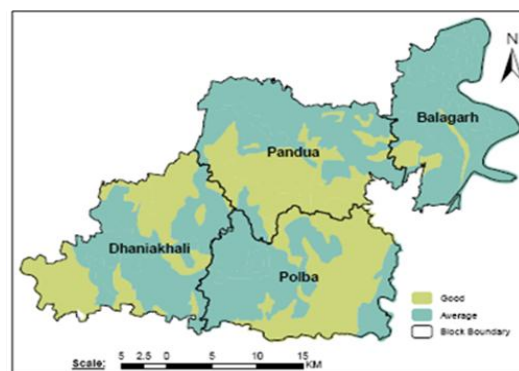 N
Balagarh
Pandua
Dhaniakhali
Polba
Good
Average
Block Boundary
Scale: 5 2.5 0 5 10 15 KM